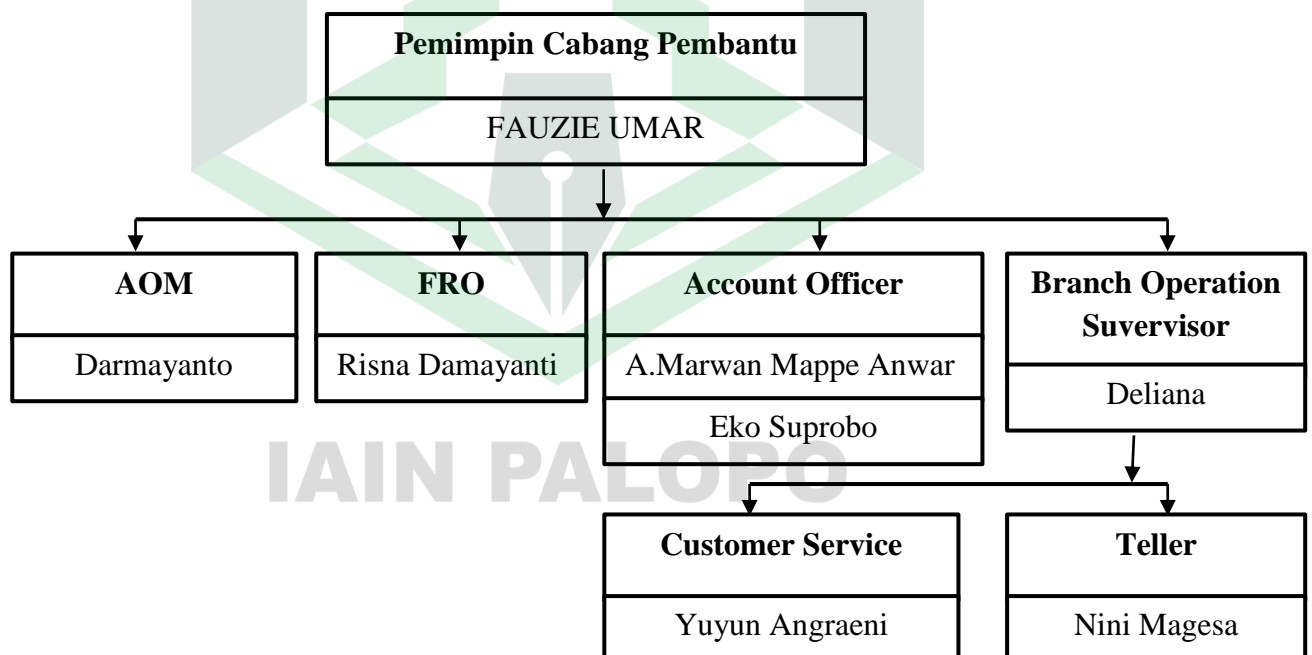 Pemimpin Cabang Pembantu
FAUZIE UMAR
AOM
Darmayanto
FRO
Risna Damayanti
Account Officer
A.Marwan Mappe Anwar
Eko Suprobo
Branch Operation
Suvervisor
Deliana
IAIN PALOPO
Customer Service
Yuyun Angraeni
Teller
Nini Magesa